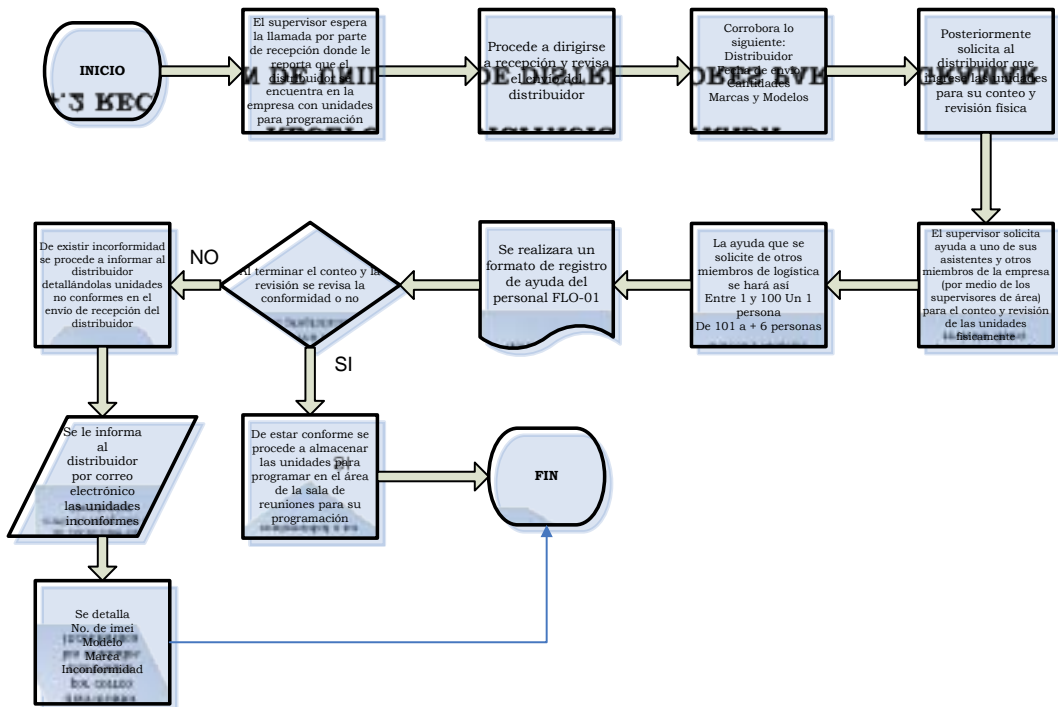 INICIO
El supervisor espera
la llamada por parte
de recepción donde le
reporta que el
distribuidor se
encuentra en la
empresa con unidades
para programación
Procede a dirigirse
a recepción y revisa
el envío del
distribuidor
Corrobora lo
siguiente:
Distribuidor
Fecha de envío
Cantidades
Marcas y Modelos
Posteriormente
solicita al
distribuidor que
ingrese las unidades
para su conteo y
revisión física
El supervisor solicita
ayuda a uno de sus
asistentes y otros
miembros de la empresa
(por medio de los
supervisores de área)
para el conteo y revisión
de las unidades
físicamente
La ayuda que se
solicite de otros
miembros de logística
se hará así
Entre 1 y 100 Un 1
persona
De 101 a + 6 personas
Se realizara un
formato de registro
de ayuda del
personal FLO-01
Al terminar el conteo y la
revisión se revisa la
conformidad o no
NO
SI
De existir incorformidad
se procede a informar al
distribuidor
detallándolas unidades
no conformes en el
envio de recepción del
distribuidor
Se le informa
al
distribuidor
por correo
electrónico
las unidades
inconformes
Se detalla
No. de imei
Modelo
Marca
Inconformidad
De estar conforme se
procede a almacenar
las unidades para
programar en el área
de la sala de
reuniones para su
programación
FIN